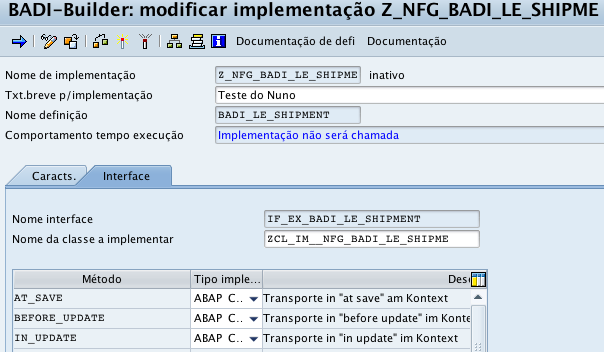 BADI-Builder: modificar implementação Z_NFG_BADI_LE_SHIPME
Documentação de defi Documentação
Nome de implementação Z_NFG_BADI_LE_SHIPME inativo
Txt.breve p/implementação Teste do Nuno
Nome definição BADI_LE_SHIPMENT
Comportamento tempo execução Implementação não será chamada
Caracts. Interface
Nome interface IF_EX_BADI_LE_SHIPMENT
Nome da classe a implementar ZCL_IM__NFG_BADI_LE_SHIPME
Método Tipo imple... Desc
AT_SAVE ABAP C.. Transporte in "at save" am Kontext
BEFORE_UPDATE ABAP C.. Transporte in "before update" im Konte
IN_UPDATE ABAP C.. Transporte in "in update" im Kontext